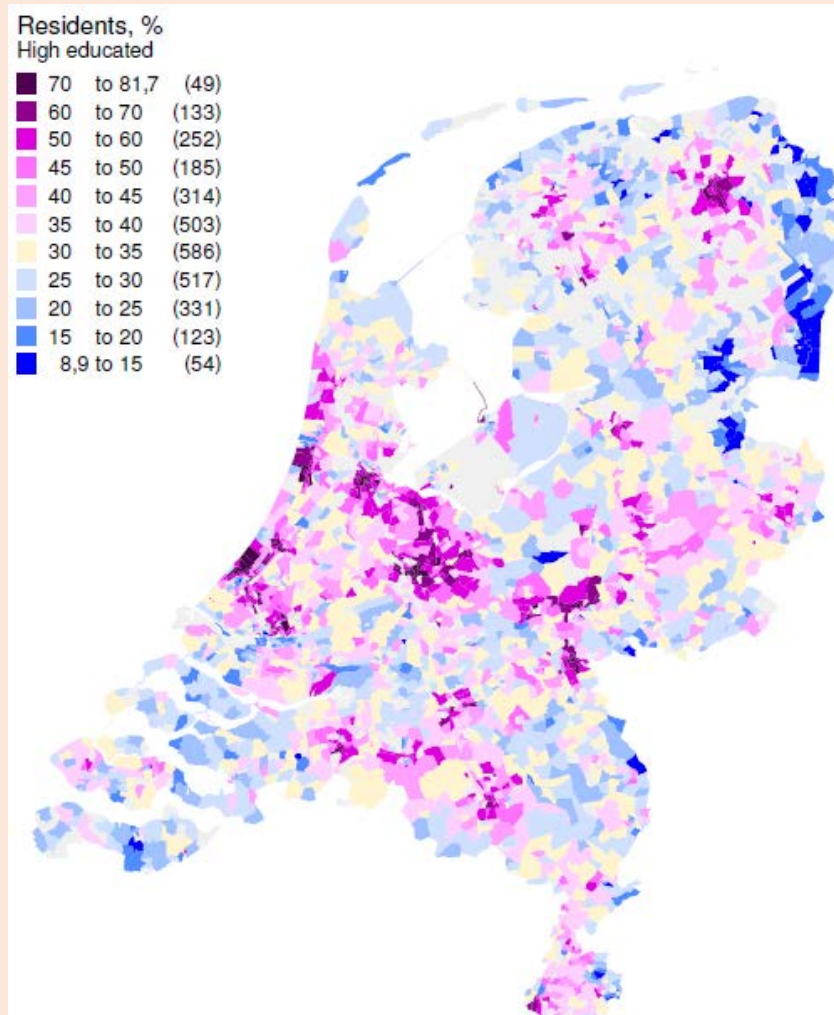 Residents, %
High educated
70 to 81,7 (49)
60 to 70 (133)
50 to 60 (252)
45 to 50 (185)
40 to 45 (314)
35 to 40 (503)
30 to 35 (586)
25 to 30 (517)
20 to 25 (331)
15 to 20 (123)
8,9 to 15 (54)